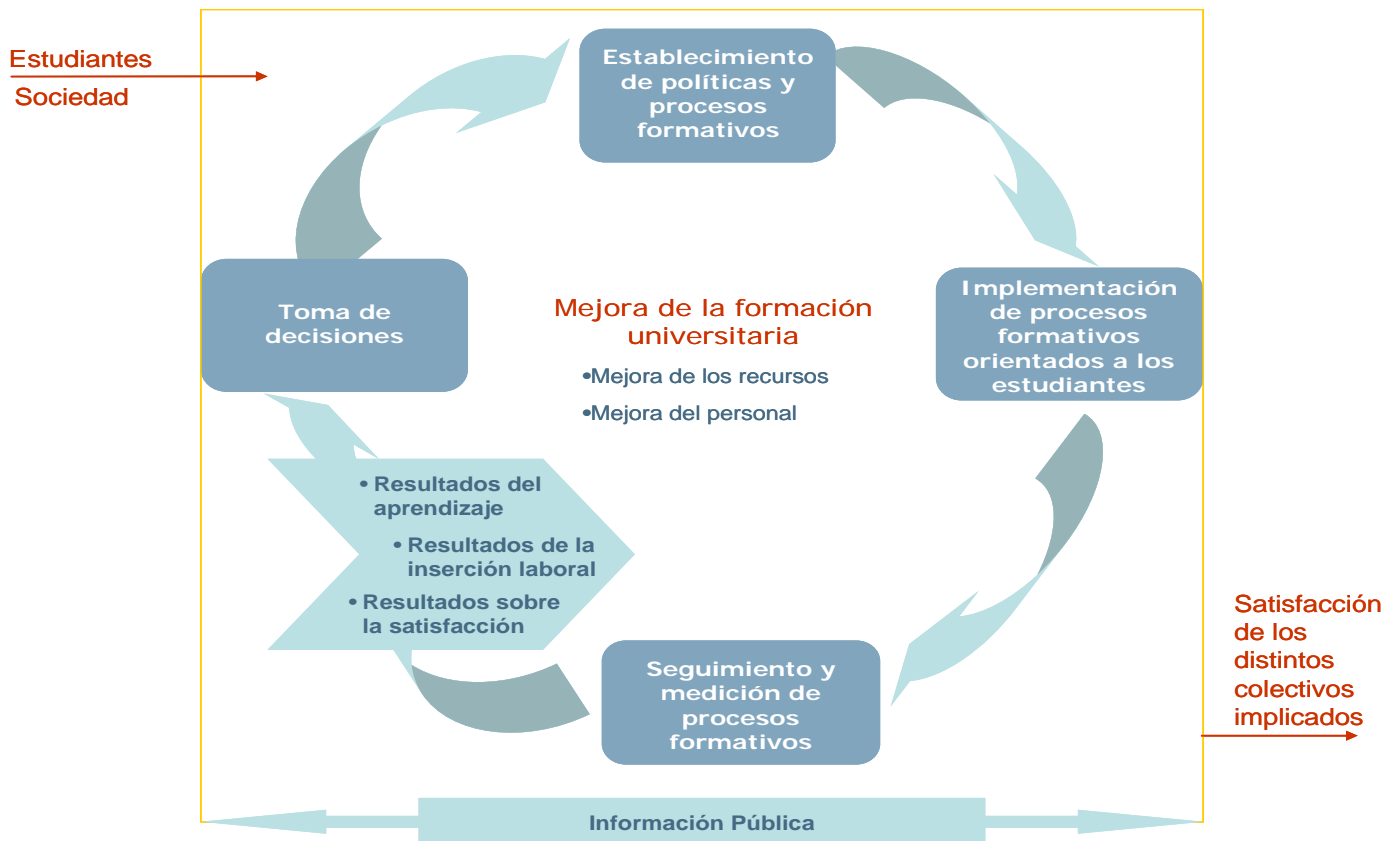 Estudiantes
Sociedad
Establecimiento
de políticas y
procesos
formativos
Implementación
de procesos
formativos
orientados a los
estudiantes
Toma de
decisiones
Mejora de la formación
universitaria
•Mejora de los recursos
•Mejora del personal
• Resultados del
aprendizaje
• Resultados de la
inserción laboral
• Resultados sobre
la satisfacción
Seguimiento y
medición de
procesos
formativos
Satisfacción
de los
distintos
colectivos
implicados
Información Pública